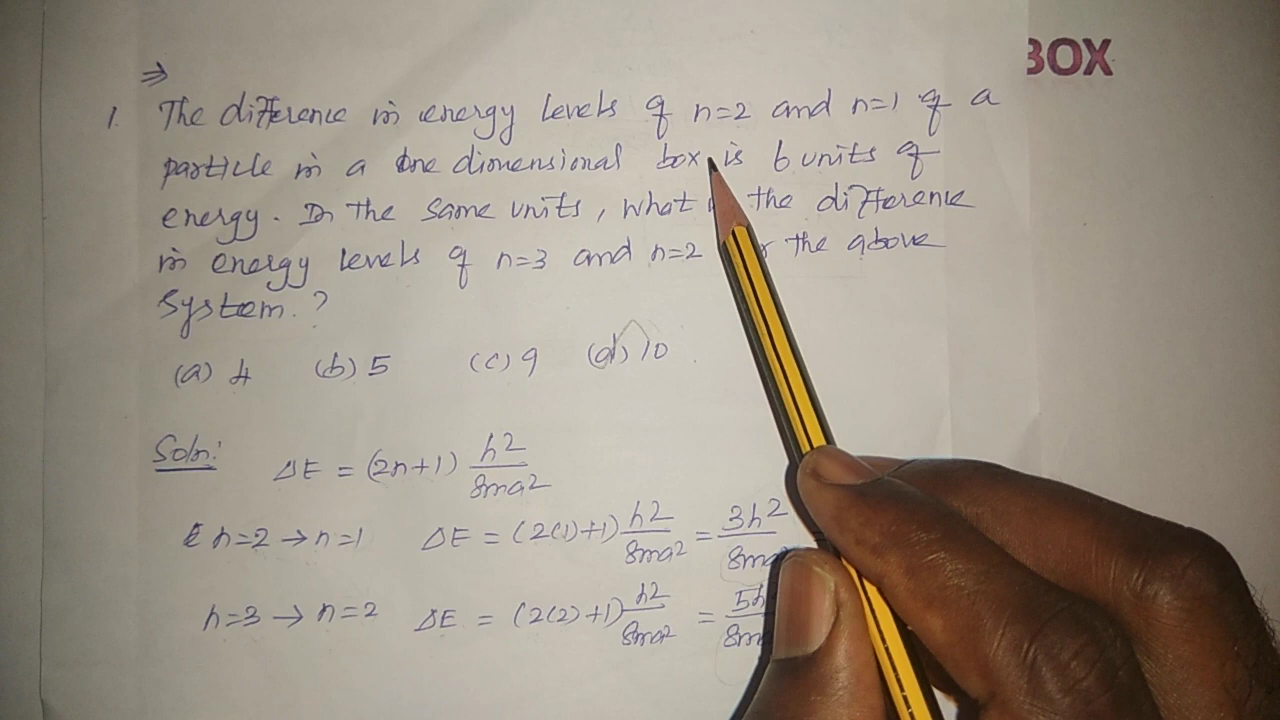 BOX
⇒
1. The difference in energy levels of n=2 and n=1 of a
particle in a one dimensional box is 6 units of
energy. In the same units, what the difference
in energy levels of n=3 and n=2 the above
system.?
(a) 4 (b) 5 (c) 9 (d) 10
Soln:
ΔE = (2n+1) h2/8ma2
n=2 → n=1 ΔE = (2(1)+1) h2/8ma2 = 3h2/8ma
n=3 → n=2 ΔE = (2(2)+1) h2/8ma2 = 5h/8m